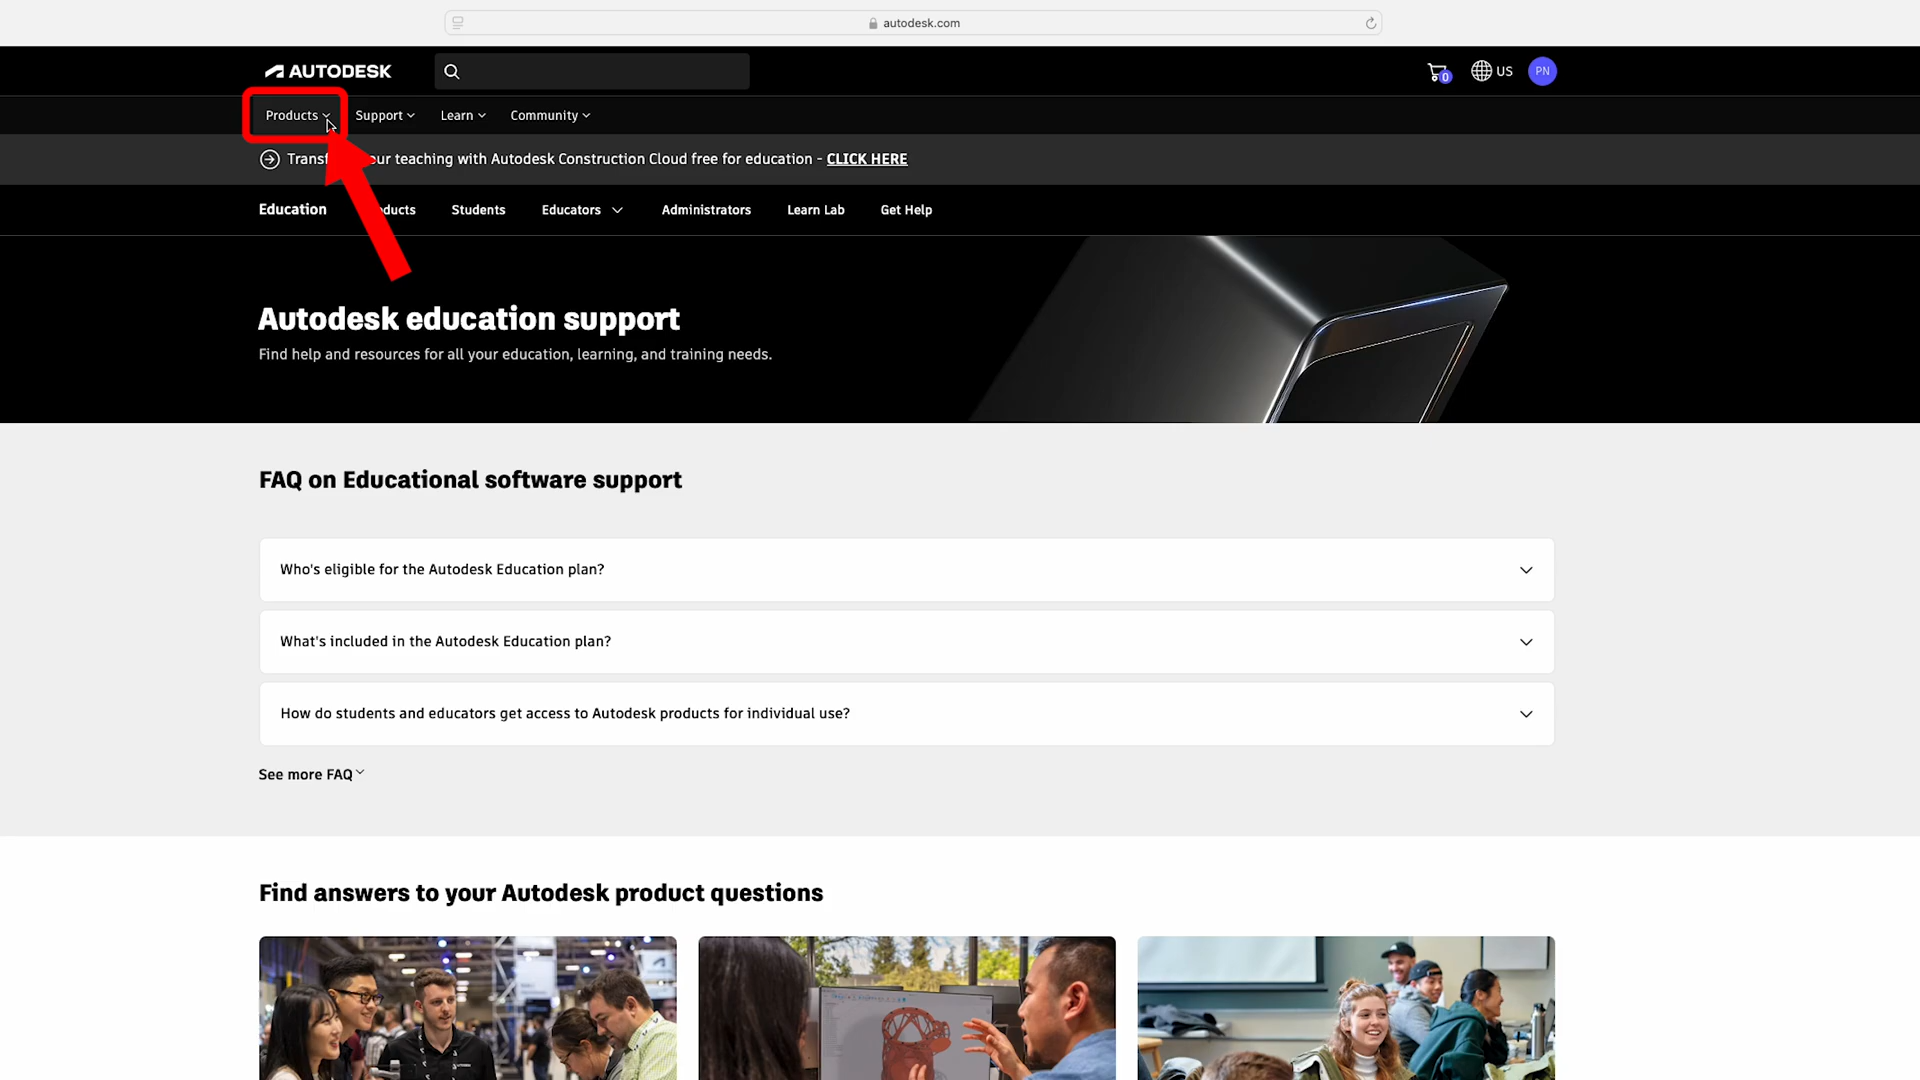 autodesk.com
AUTODESK
0
US
PN
Products
Support
Learn
Community
Transf our teaching with Autodesk Construction Cloud free for education - CLICK HERE
Education
ducts
Students
Educators
Administrators
Learn Lab
Get Help
Autodesk education support
Find help and resources for all your education, learning, and training needs.
FAQ on Educational software support
Who's eligible for the Autodesk Education plan?
What's included in the Autodesk Education plan?
How do students and educators get access to Autodesk products for individual use?
See more FAQ
Find answers to your Autodesk product questions